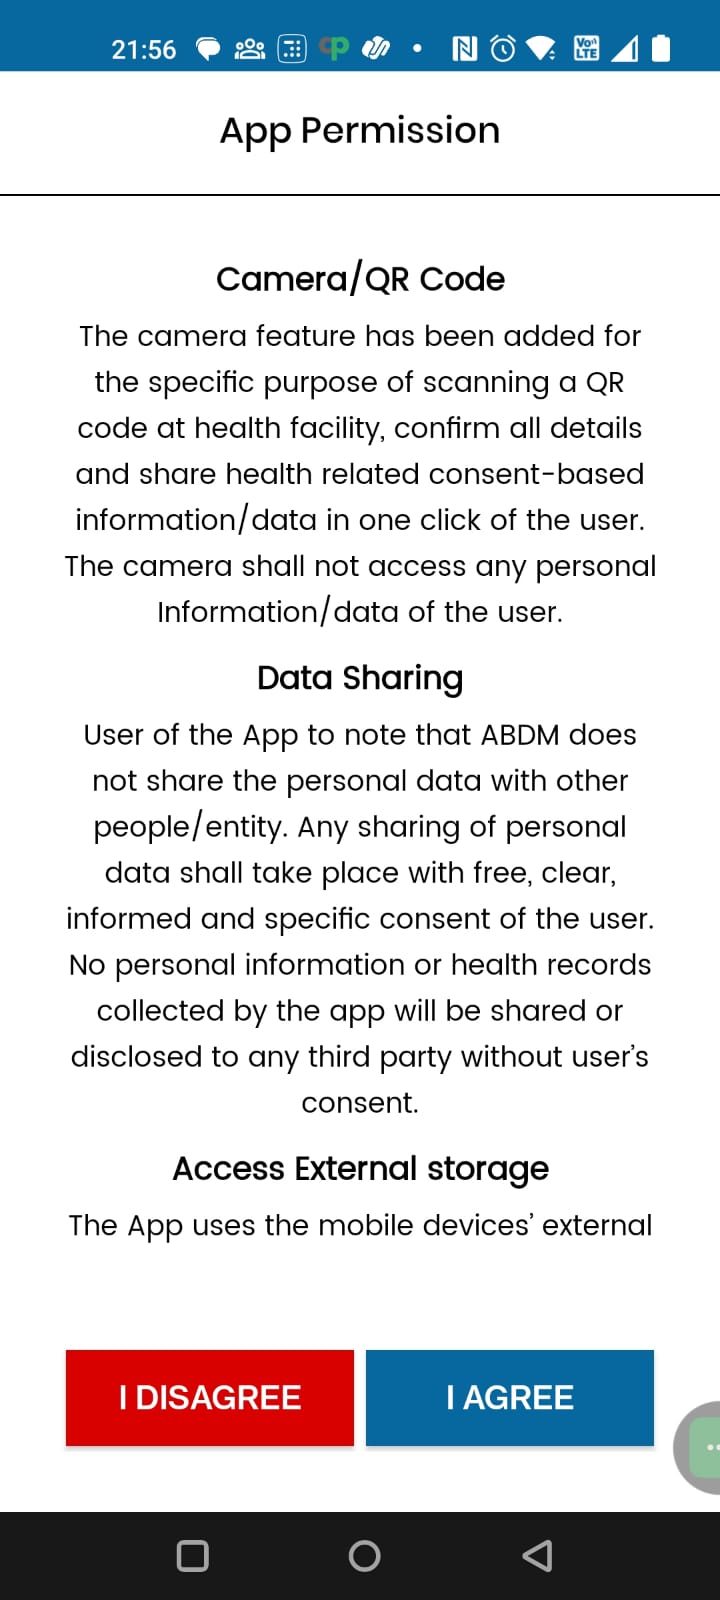 21:56
App Permission
Camera/QR Code
The camera feature has been added for
the specific purpose of scanning a QR
code at health facility, confirm all details
and share health related consent-based
information/data in one click of the user.
The camera shall not access any personal
Information/data of the user.
Data Sharing
User of the App to note that ABDM does
not share the personal data with other
people/entity. Any sharing of personal
data shall take place with free, clear,
informed and specific consent of the user.
No personal information or health records
collected by the app will be shared or
disclosed to any third party without user’s
consent.
Access External storage
The App uses the mobile devices’ external
I DISAGREE
I AGREE